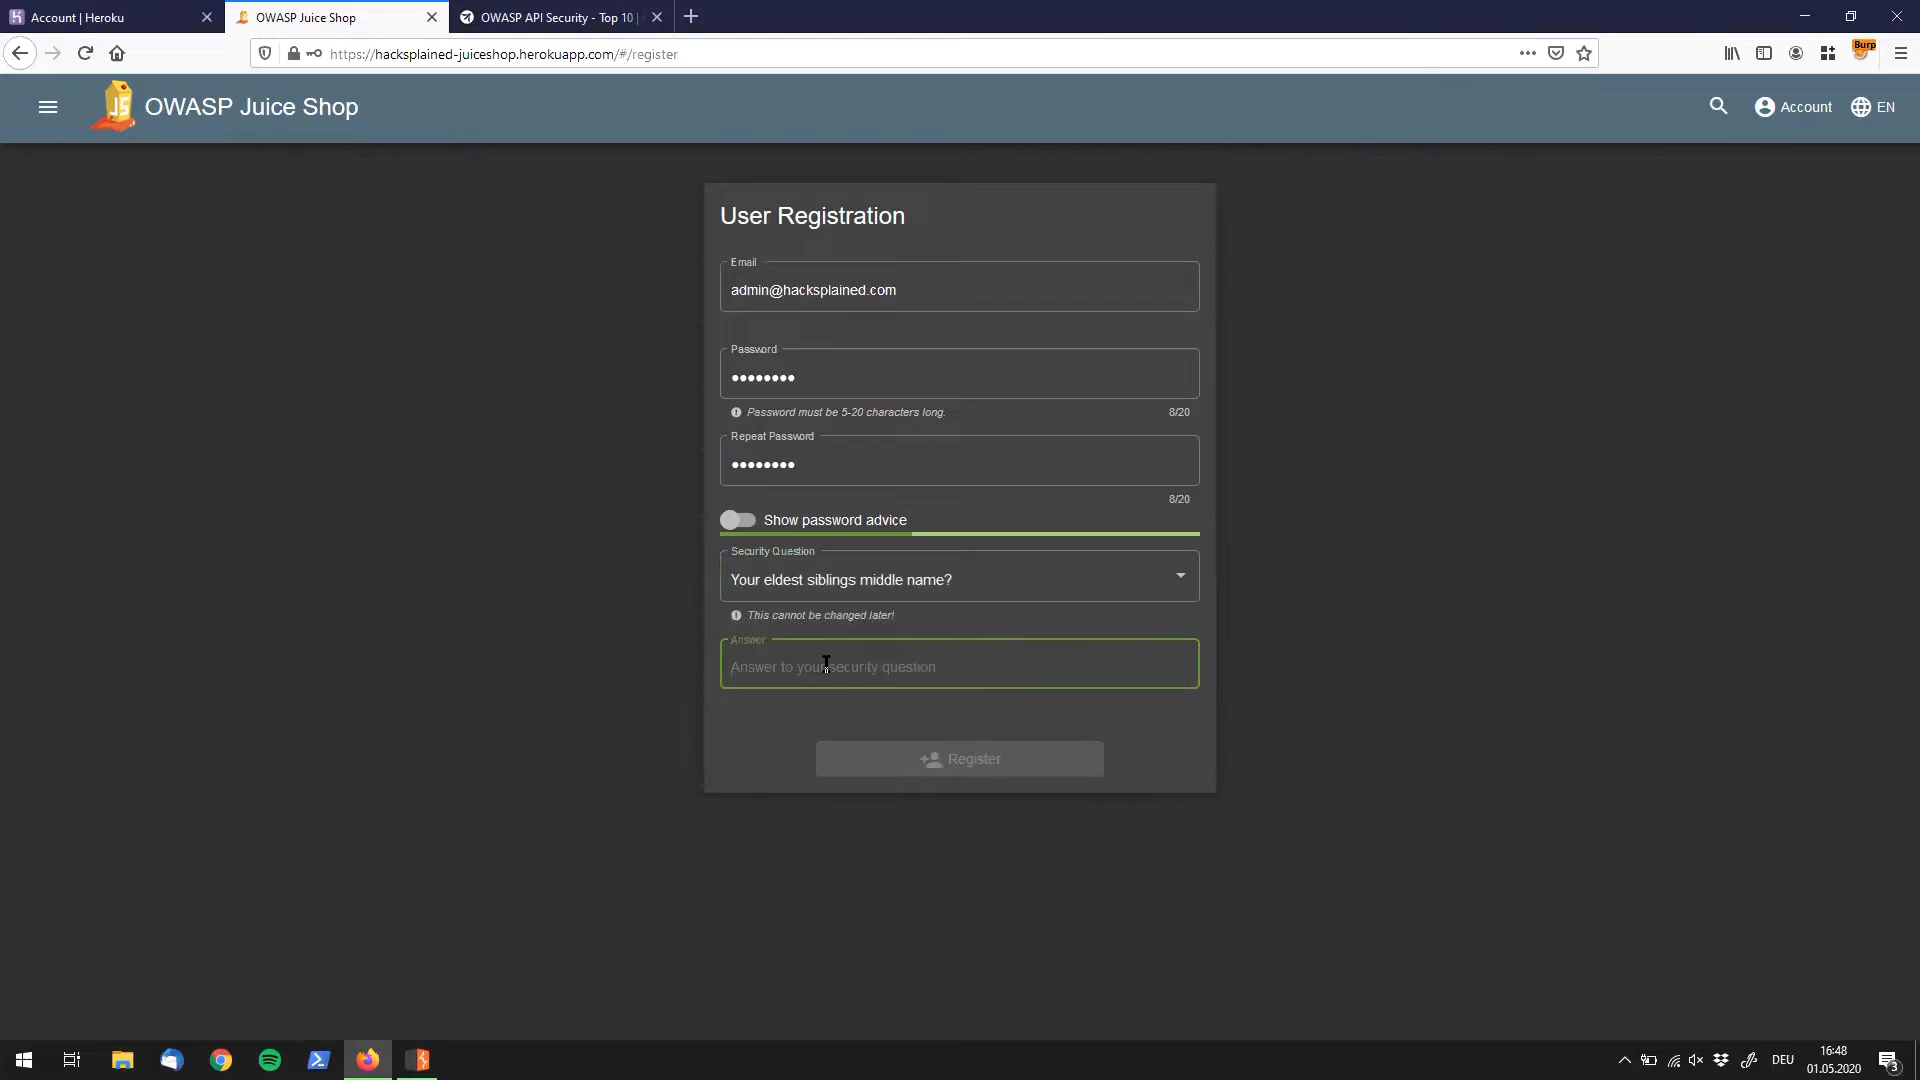 Account | Heroku
OWASP Juice Shop
OWASP API Security - Top 10 |
https://hacksplained-juiceshop.herokuapp.com/#/register
Burp
JS
OWASP Juice Shop
Account
EN
User Registration
Email
admin@hacksplained.com
Password
••••••••
Password must be 5-20 characters long.
8/20
Repeat Password
••••••••
8/20
Show password advice
Security Question
Your eldest siblings middle name?
This cannot be changed later!
Answer
Answer to your security question
Register
DEU
16:48
01.05.2020
3